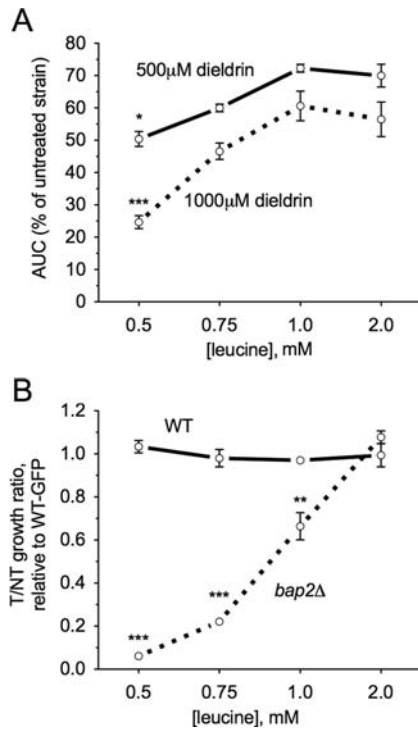 A
80
70
60
50
40
30
20
10
0
AUC (% of untreated strain)
500μM dieldrin
*
***
1000μM dieldrin
0.5 0.75 1.0 2.0
[leucine], mM
B
1.2
1.0
0.8
0.6
0.4
0.2
0.0
T/NT growth ratio,
relative to WT-GFP
WT
**
***
bap2Δ
***
0.5 0.75 1.0 2.0
[leucine], mM